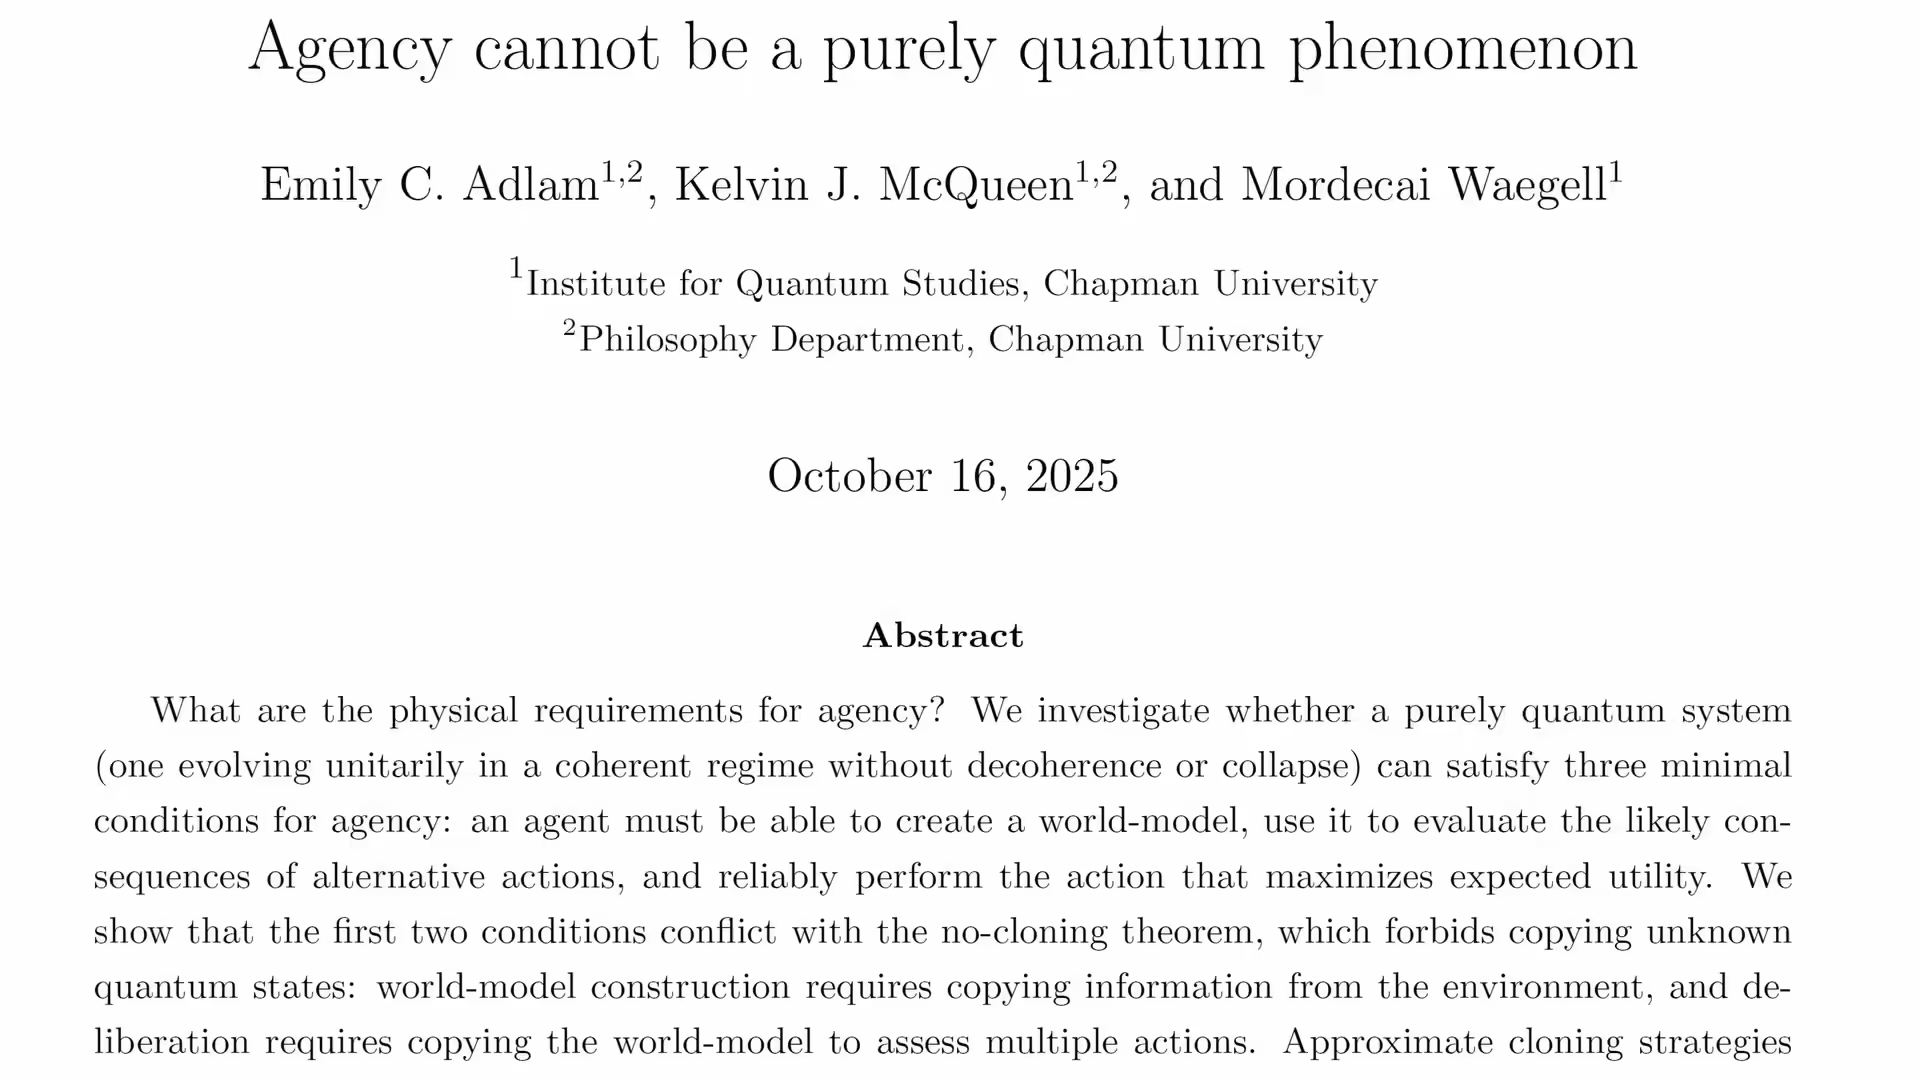 Agency cannot be a purely quantum phenomenon
Emily C. Adlam1,2, Kelvin J. McQueen1,2, and Mordecai Waegell1
1Institute for Quantum Studies, Chapman University
2Philosophy Department, Chapman University
October 16, 2025
Abstract
What are the physical requirements for agency? We investigate whether a purely quantum system
(one evolving unitarily in a coherent regime without decoherence or collapse) can satisfy three minimal
conditions for agency: an agent must be able to create a world-model, use it to evaluate the likely con-
sequences of alternative actions, and reliably perform the action that maximizes expected utility. We
show that the first two conditions conflict with the no-cloning theorem, which forbids copying unknown
quantum states: world-model construction requires copying information from the environment, and de-
liberation requires copying the world-model to assess multiple actions. Approximate cloning strategies